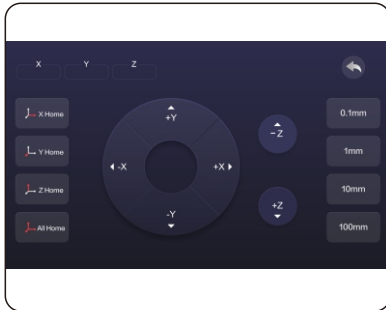 X Y Z
X Home
Y Home
Z Home
All Home
+Y
-X
+X
-Y
-Z
+Z
0.1mm
1mm
10mm
100mm